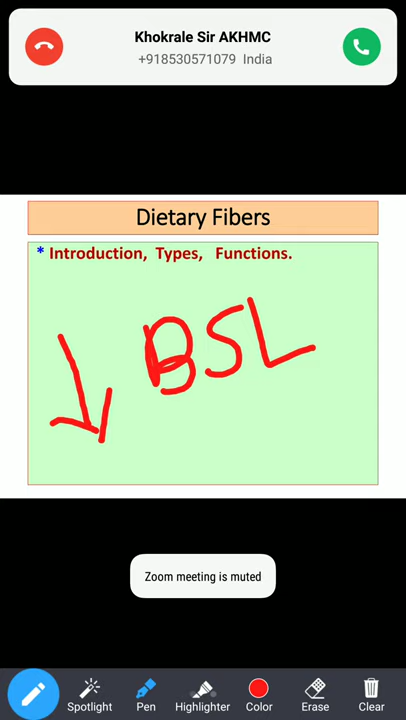 Khokrale Sir AKHMC
+918530571079 India
Dietary Fibers
* Introduction, Types, Functions.
↓ BSL
Zoom meeting is muted
Spotlight Pen Highlighter Color Erase Clear